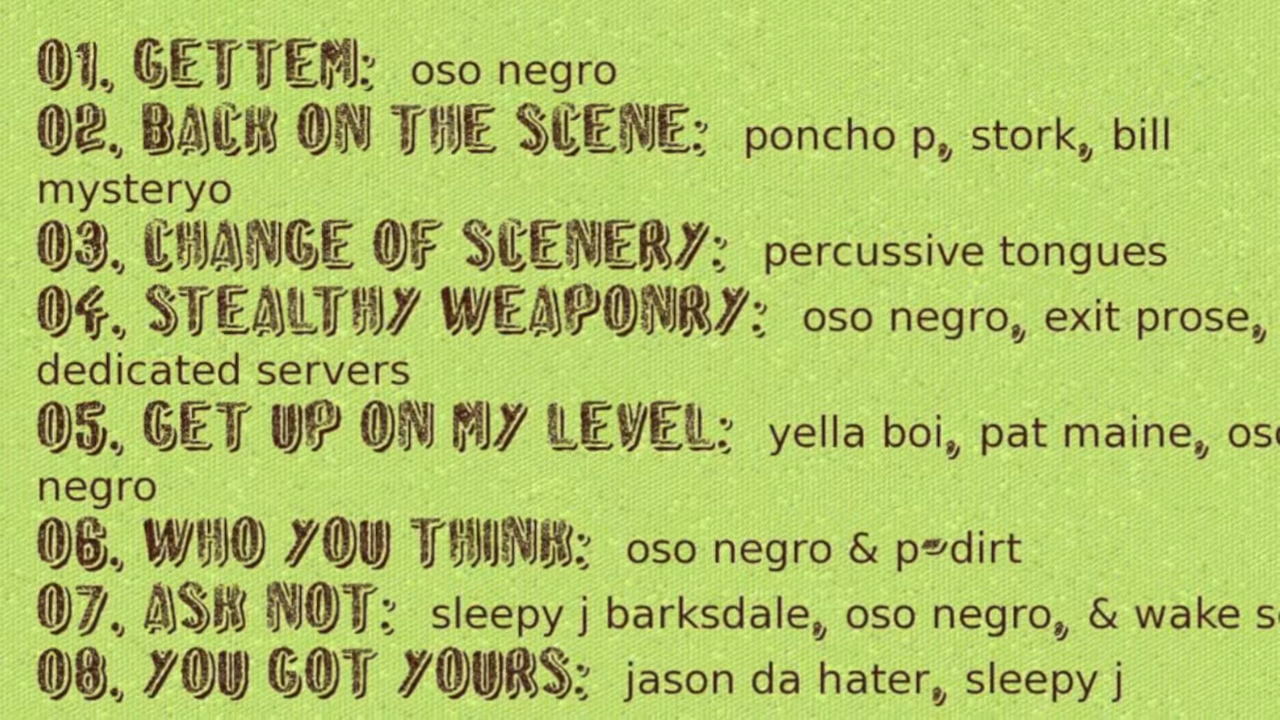 01. GETTEM: oso negro
02. BACK ON THE SCENE: poncho p, stork, bill
mysteryo
03. CHANGE OF SCENERY: percussive tongues
04. STEALTHY WEAPONRY: oso negro, exit prose,
dedicated servers
05. GET UP ON MY LEVEL: yella boi, pat maine,
negro
06. WHO YOU THINK: oso negro & p-dirt
07. ASK NOT: sleepy j barksdale, oso negro, & wake
08. YOU GOT YOURS: jason da hater, sleepy j